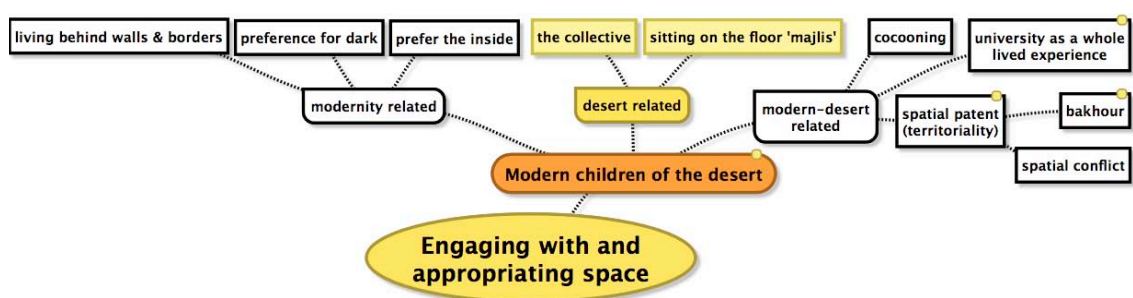 living behind walls & borders
preference for dark
prefer the inside
the collective
sitting on the floor 'majlis'
cocooning
university as a whole
lived experience
modernity related
desert related
modern-desert
related
spatial patent
(territoriality)
bakhour
spatial conflict
Modern children of the desert
Engaging with and
appropriating space